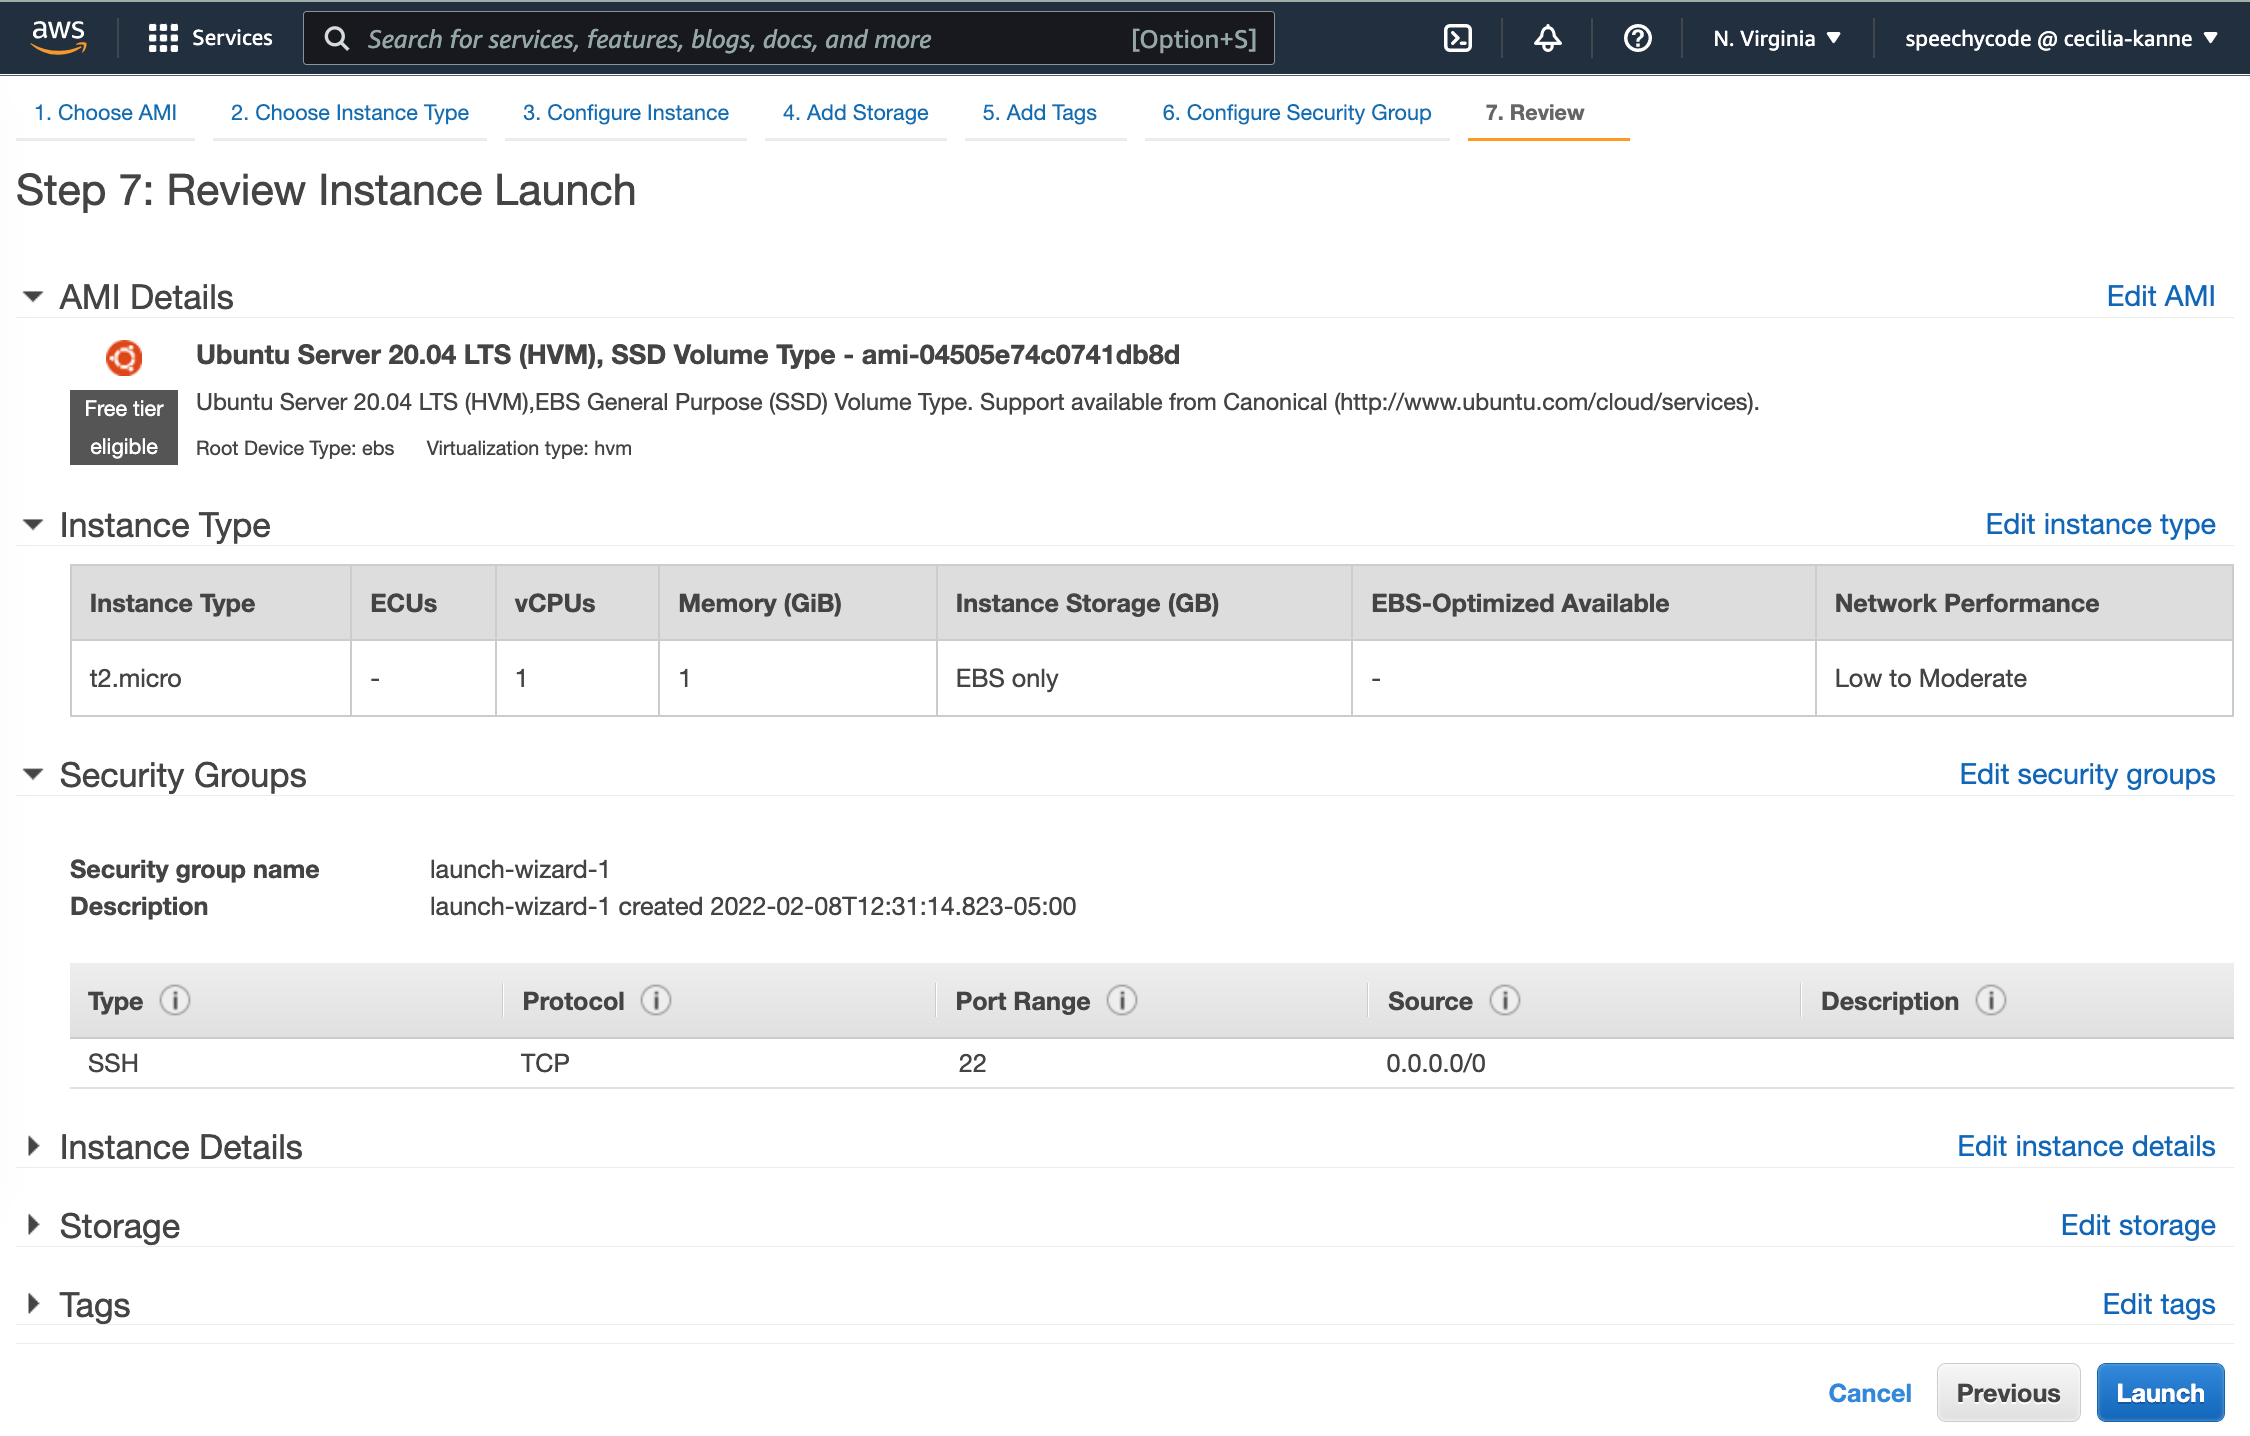 aws Services Search for services, features, blogs, docs, and more [Option+S] N. Virginia speechycode @ cecilia-kanne
1. Choose AMI 2. Choose Instance Type 3. Configure Instance 4. Add Storage 5. Add Tags 6. Configure Security Group 7. Review
Step 7: Review Instance Launch
AMI Details Edit AMI
Ubuntu Server 20.04 LTS (HVM), SSD Volume Type - ami-04505e74c0741db8d
Free tier eligible
Ubuntu Server 20.04 LTS (HVM),EBS General Purpose (SSD) Volume Type. Support available from Canonical (http://www.ubuntu.com/cloud/services).
Root Device Type: ebs Virtualization type: hvm
Instance Type Edit instance type
Instance Type ECUs vCPUs Memory (GiB) Instance Storage (GB) EBS-Optimized Available Network Performance
t2.micro - 1 1 EBS only - Low to Moderate
Security Groups Edit security groups
Security group name launch-wizard-1
Description launch-wizard-1 created 2022-02-08T12:31:14.823-05:00
Type Protocol Port Range Source Description
SSH TCP 22 0.0.0.0/0
Instance Details Edit instance details
Storage Edit storage
Tags Edit tags
Cancel Previous Launch